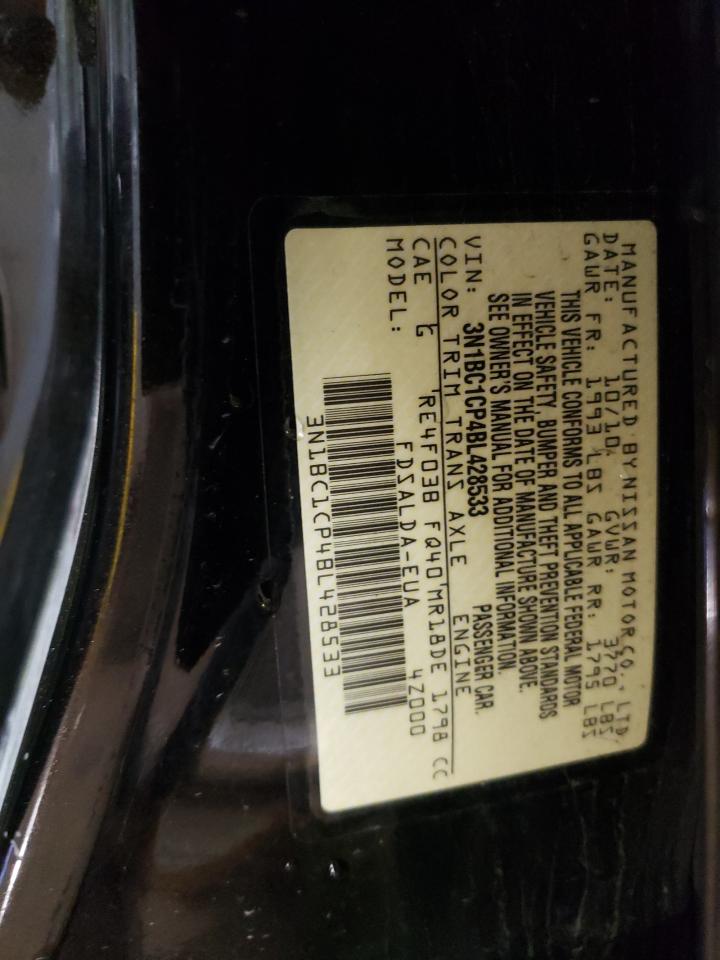 MANUFACTURED BY NISSAN MOTOR CO., LTD.
DATE: 10/10 GVWR: 3770 LBS
GAWR FR: 1993 LBS GAWR RR: 1795 LBS
THIS VEHICLE CONFORMS TO ALL APPLICABLE FEDERAL MOTOR
VEHICLE SAFETY, BUMPER AND THEFT PREVENTION STANDARDS
IN EFFECT ON THE DATE OF MANUFACTURE SHOWN ABOVE.
SEE OWNER'S MANUAL FOR ADDITIONAL INFORMATION.
VIN: 3N1BC1CP4BL428533 PASSENGER CAR.
COLOR TRIM TRANS AXLE ENGINE
CAE G RE4F03B FQ40 MR18DE 1798 CC
MODEL: FDSALDA-EUA 4Z000
3N1BC1CP4BL428533